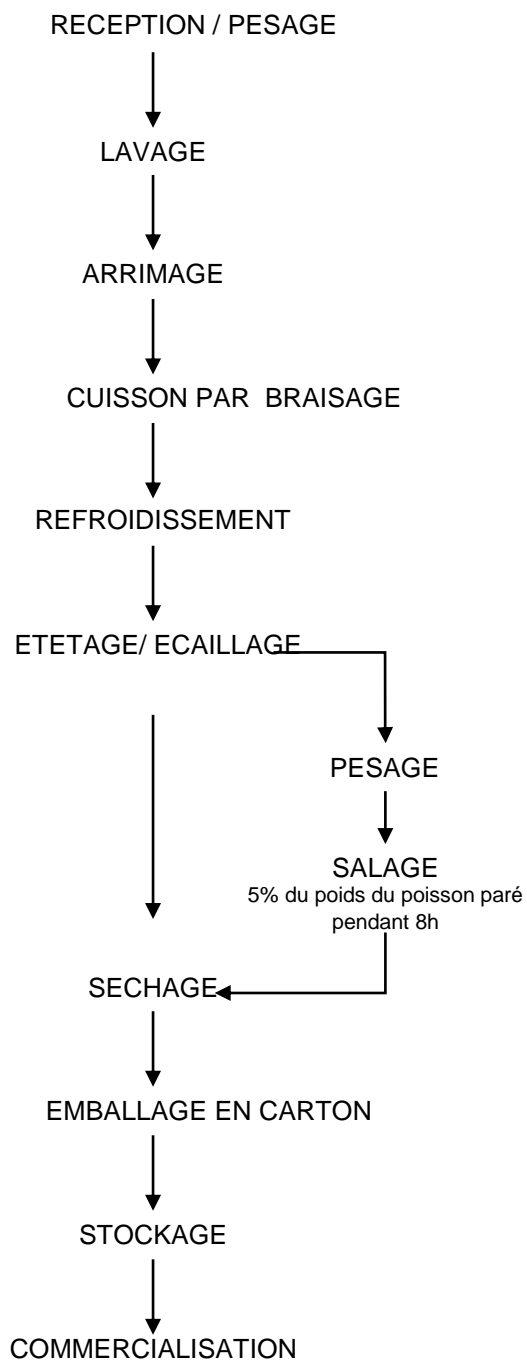 RECEPTION / PESAGE
LAVAGE
ARRIMAGE
CUISSON PAR  BRAISAGE
REFROIDISSEMENT
ETETAGE/ ECAILLAGE
PESAGE
SALAGE
5% du poids du poisson paré
pendant 8h
SECHAGE
EMBALLAGE EN CARTON
STOCKAGE
COMMERCIALISATION